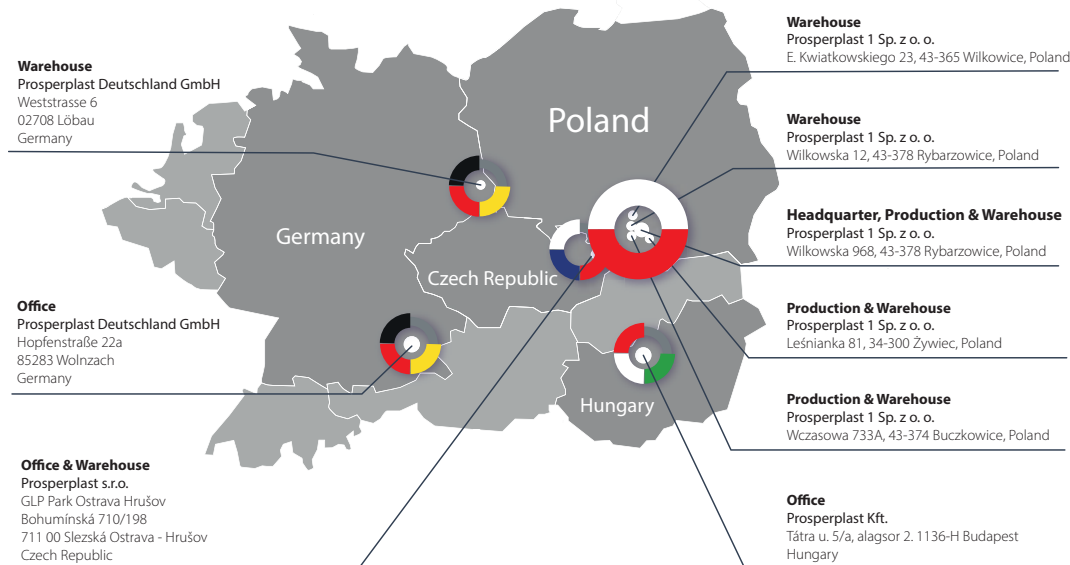 Warehouse
Prosperplast Deutschland GmbH
Weststrasse 6
02708 Löbau
Germany
Office
Prosperplast Deutschland GmbH
Hopfenstraße 22a
85283 Wolnzach
Germany
Office & Warehouse
Prosperplast s.r.o.
GLP Park Ostrava Hrušov
Bohumínská 710/198
711 00 Slezská Ostrava - Hrušov
Czech Republic
Poland
Germany
Czech Republic
Hungary
Warehouse
Prosperplast 1 Sp. z o. o.
E. Kwiatkowskiego 23, 43-365 Wilkowice, Poland
Warehouse
Prosperplast 1 Sp. z o. o.
Wilkowska 12, 43-378 Rybarzowice, Poland
Headquarter, Production & Warehouse
Prosperplast 1 Sp. z o. o.
Wilkowska 968, 43-378 Rybarzowice, Poland
Production & Warehouse
Prosperplast 1 Sp. z o. o.
Leśnianka 81, 34-300 Żywiec, Poland
Production & Warehouse
Prosperplast 1 Sp. z o. o.
Wczasowa 733A, 43-374 Buczkowice, Poland
Office
Prosperplast Kft.
Tátra u. 5/a, alagsor 2. 1136-H Budapest
Hungary